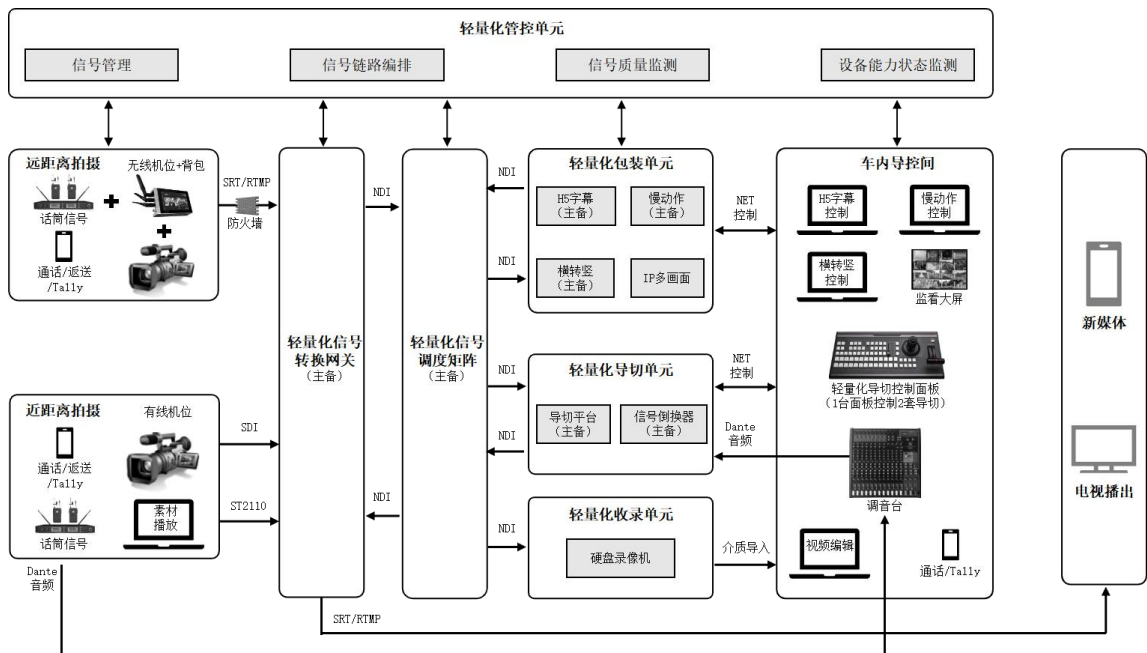 轻量化管控单元
信号管理
信号链路编排
信号质量监测
设备能力状态监测
远距离拍摄
无线机位+背包
话筒信号
通话/返送
/Tally
SRT/RTMP
防火墙
近距离拍摄
有线机位
通话/返送
/Tally
话筒信号
素材
播放
SDI
ST2110
Dante
音频
轻量化信号
转换网关
(主备)
NDI
NDI
轻量化信号
调度矩阵
(主备)
NDI
NDI
NDI
NDI
NDI
轻量化包装单元
H5字幕
(主备)
慢动作
(主备)
横转竖
(主备)
IP多画面
轻量化导切单元
导切平台
(主备)
信号倒换器
(主备)
轻量化收录单元
硬盘录像机
NET
控制
NET
控制
Dante
音频
介质导入
车内导控间
H5字幕
控制
慢动作
控制
横转竖
控制
监看大屏
轻量化导切控制面板
(1台面板控制2套导切)
调音台
视频编辑
通话/Tally
新媒体
电视播出
SRT/RTMP